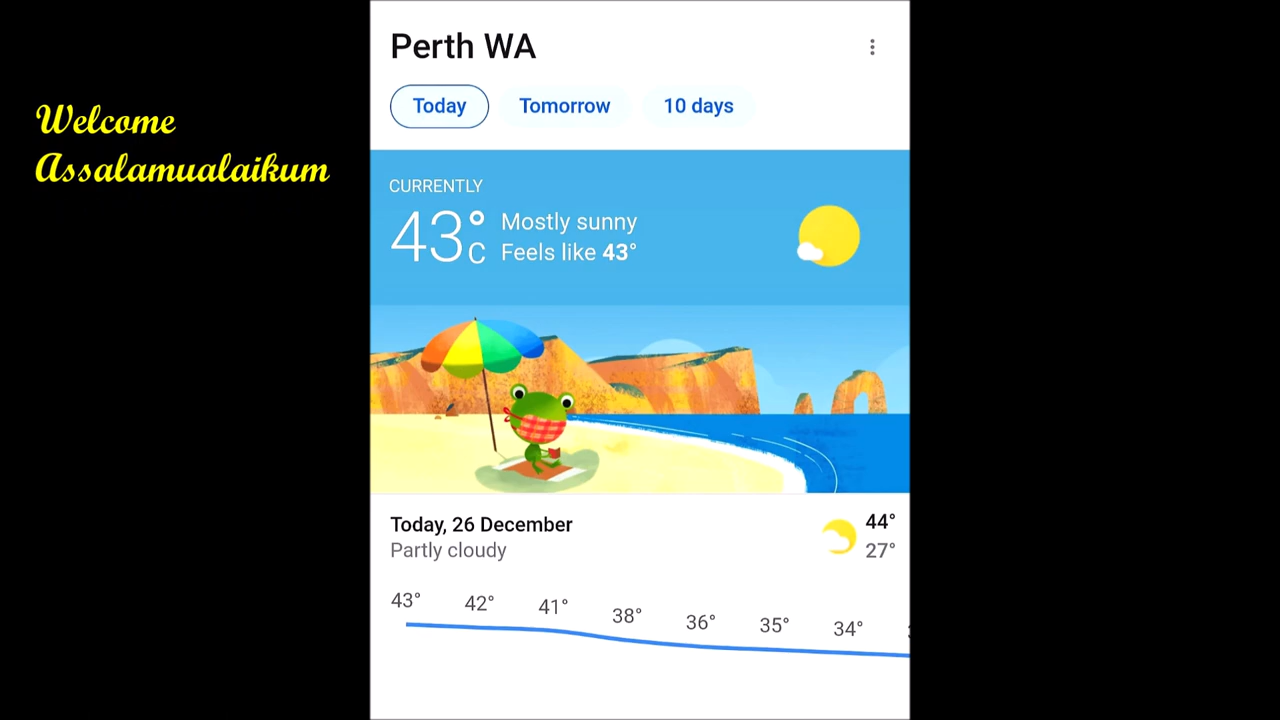 Welcome
Assalamualaikum
Perth WA
Today Tomorrow 10 days
CURRENTLY
43°C Mostly sunny
Feels like 43°
Today, 26 December 44°
Partly cloudy 27°
43° 42° 41° 38° 36° 35° 34°